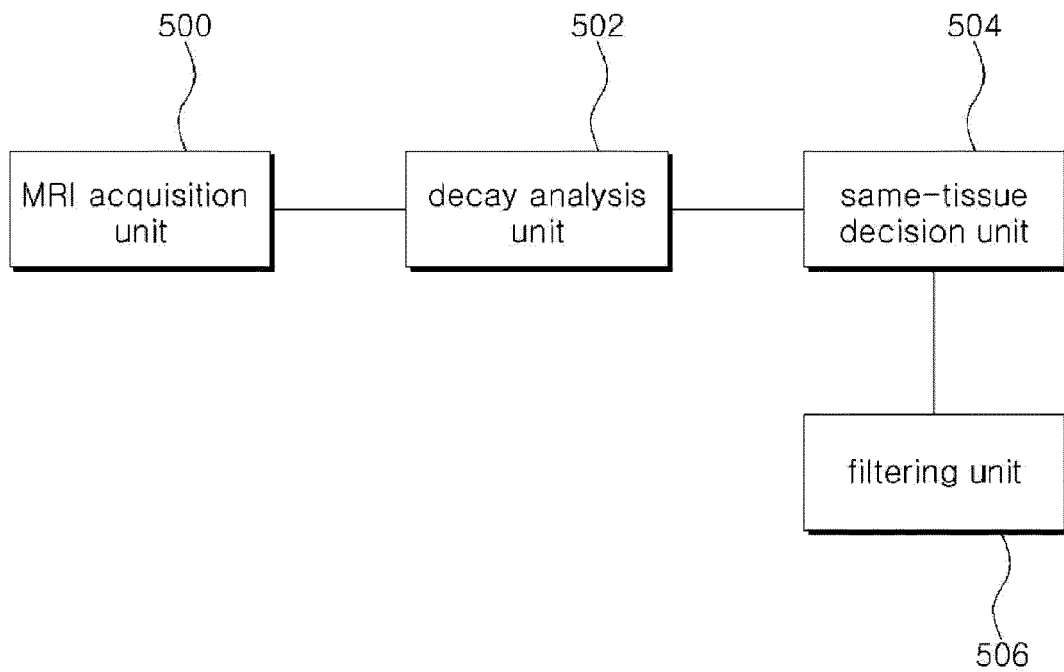 500
502
504
MRI acquisition
unit
decay analysis
unit
same-tissue
decision unit
filtering unit
506